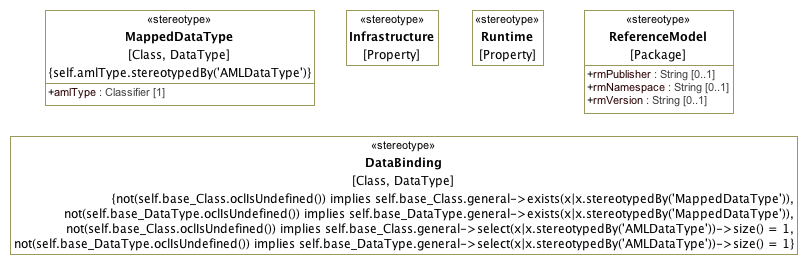 «stereotype»
MappedDataType
[Class, DataType]
{self.amlType.stereotypedBy('AMLDataType')}
+amlType : Classifier [1]
«stereotype»
Infrastructure
[Property]
«stereotype»
Runtime
[Property]
«stereotype»
ReferenceModel
[Package]
+rmPublisher : String [0..1]
+rmNamespace : String [0..1]
+rmVersion : String [0..1]
«stereotype»
DataBinding
[Class, DataType]
{not(self.base_Class.oclIsUndefined()) implies self.base_Class.general->exists(x|x.stereotypedBy('MappedDataType')),
not(self.base_DataType.oclIsUndefined()) implies self.base_DataType.general->exists(x|x.stereotypedBy('MappedDataType')),
not(self.base_Class.oclIsUndefined()) implies self.base_Class.general->select(x|x.stereotypedBy('AMLDataType'))->size() = 1,
not(self.base_DataType.oclIsUndefined()) implies self.base_DataType.general->select(x|x.stereotypedBy('AMLDataType'))->size() = 1}